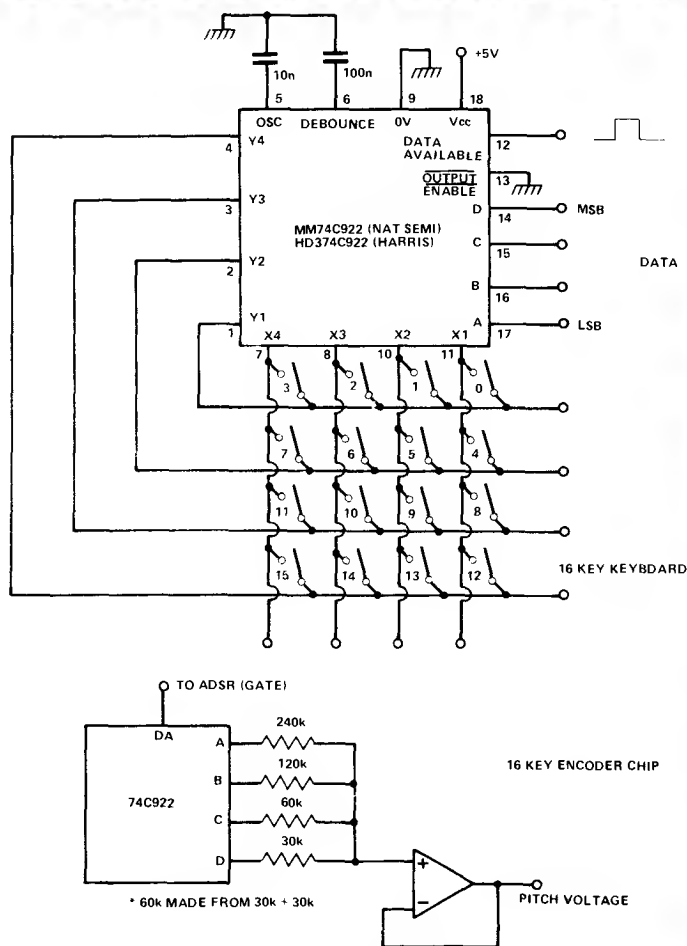 10n
100n
+5V
5
6
9
18
OSC
DEBOUNCE
0V
Vcc
4
Y4
DATA
AVAILABLE
12
OUTPUT
ENABLE
13
3
Y3
D
14
MSB
MM74C922 (NAT SEMI)
HD374C922 (HARRIS)
C
15
2
Y2
DATA
B
16
1
Y1
A
17
LSB
X4
X3
X2
X1
7
8
10
11
3
2
1
0
7
6
5
4
11
10
9
8
15
14
13
12
16 KEY KEYBDARD
TO ADSR (GATE)
DA
A
240k
B
120k
16 KEY ENCODER CHIP
74C922
C
60k
D
30k
+
* 60k MADE FROM 30k + 30k
−
PITCH VOLTAGE